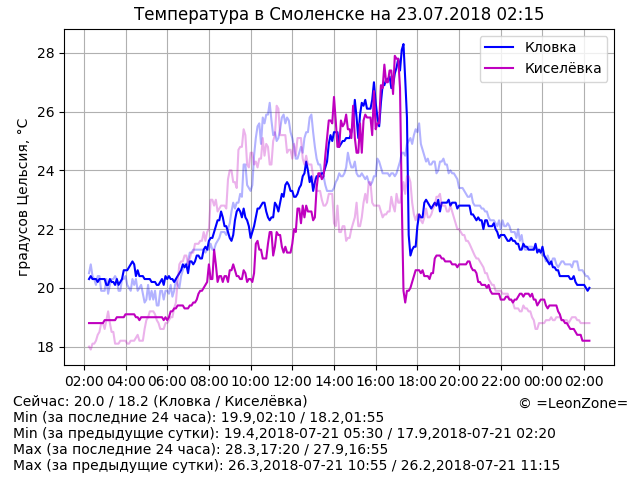 Температура в Смоленске на 23.07.2018 02:15
градусов Цельсия, °C
28
26
24
22
20
18
Кловка
Киселёвка
02:00 04:00 06:00 08:00 10:00 12:00 14:00 16:00 18:00 20:00 22:00 00:00 02:00
© =LeonZone=
Сейчас: 20.0 / 18.2 (Кловка / Киселёвка)
Min (за последние 24 часа): 19.9,02:10 / 18.2,01:55
Min (за предыдущие сутки): 19.4,2018-07-21 05:30 / 17.9,2018-07-21 02:20
Max (за последние 24 часа): 28.3,17:20 / 27.9,16:55
Max (за предыдущие сутки): 26.3,2018-07-21 10:55 / 26.2,2018-07-21 11:15